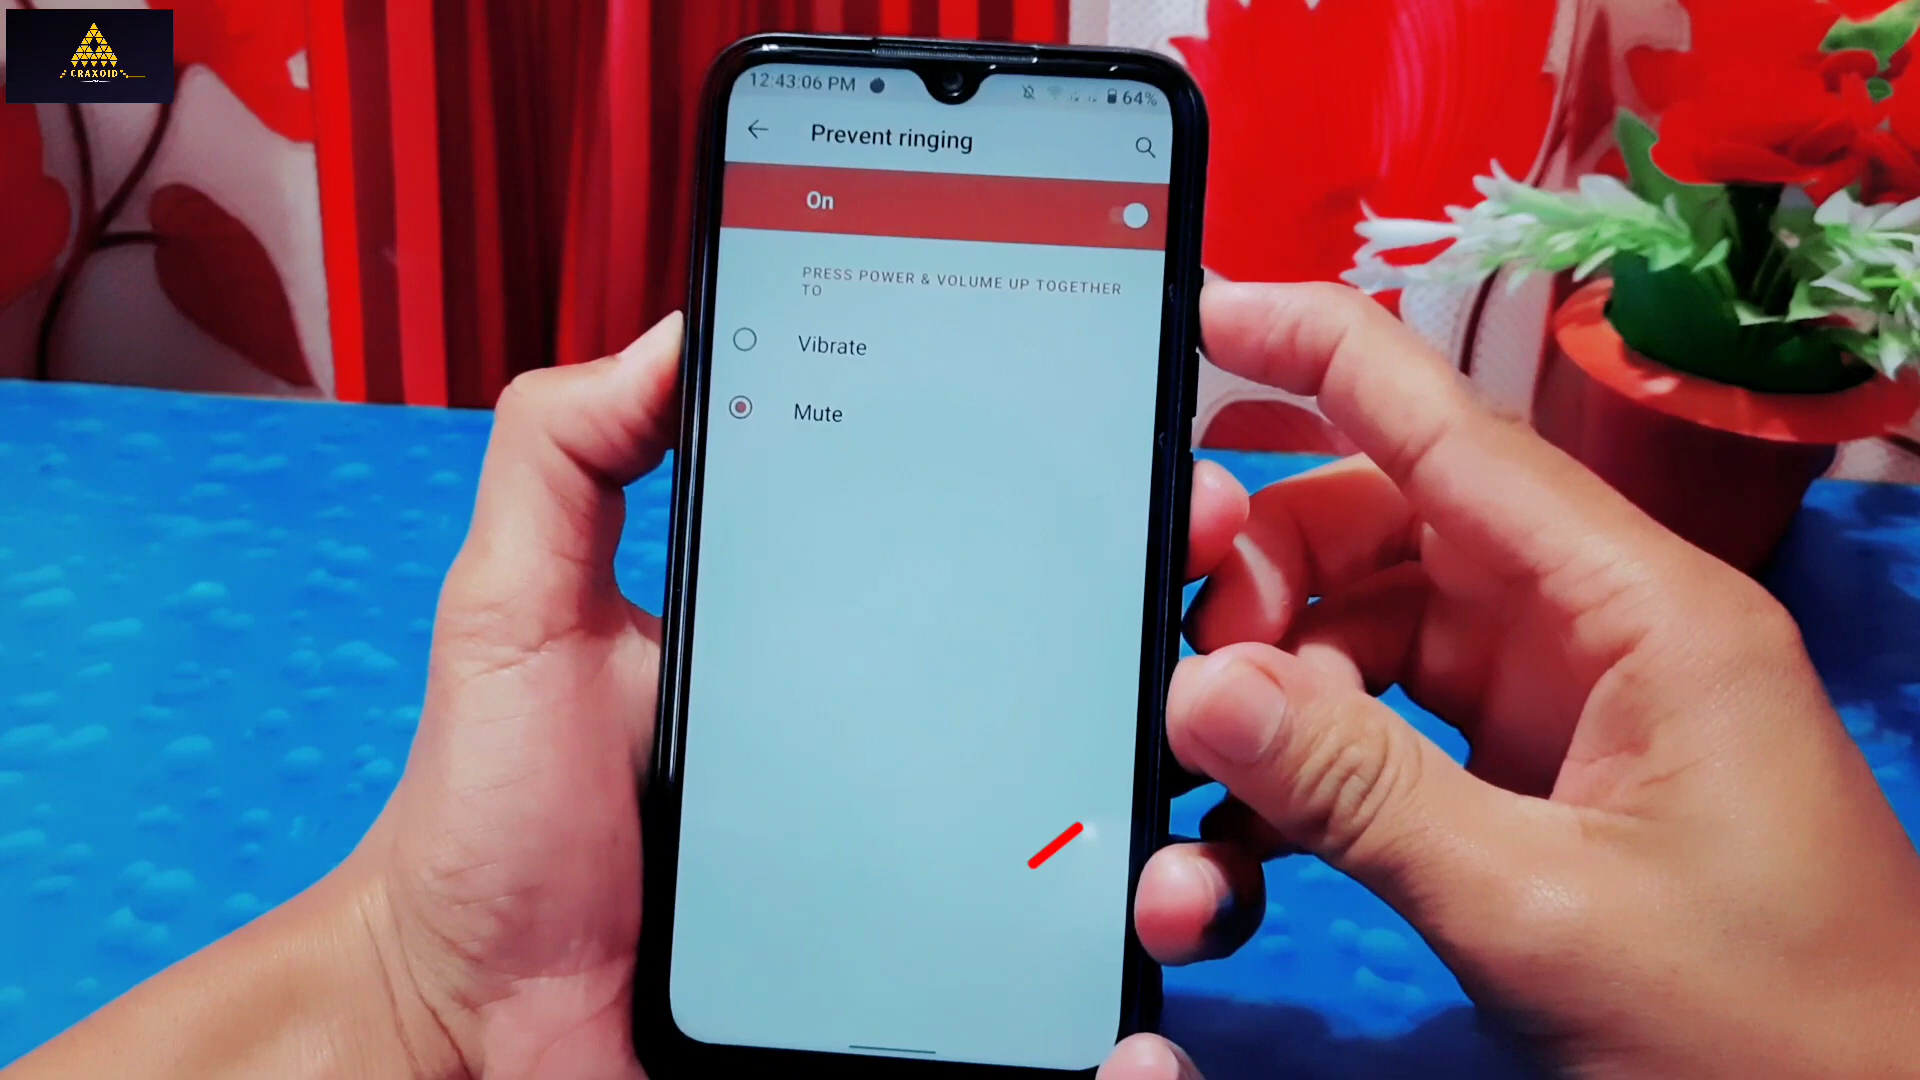 CRAXOID
12:43:06 PM 64%
Prevent ringing
On
PRESS POWER & VOLUME UP TOGETHER
TO
Vibrate
Mute